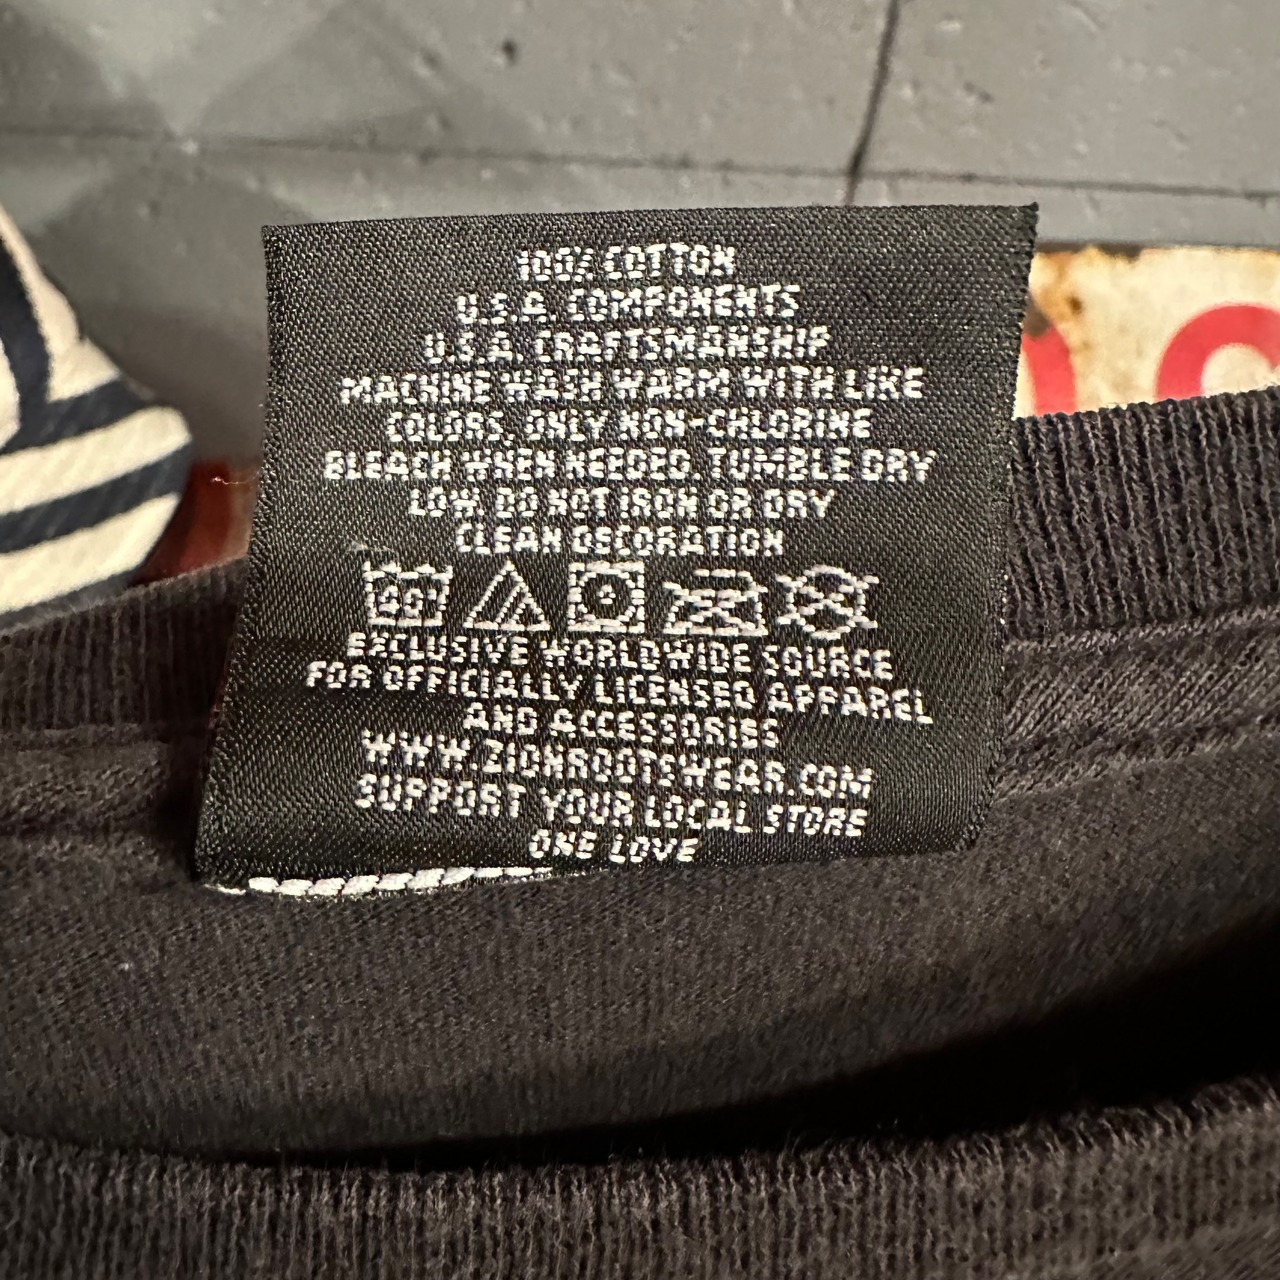 100% COTTON
U.S.A. COMPONENTS
U.S.A. CRAFTSMANSHIP
MACHINE WASH WARM WITH LIKE
COLORS, ONLY NON-CHLORINE
BLEACH WHEN NEEDED, TUMBLE DRY
LOW, DO NOT IRON OR DRY
CLEAN DECORATION
40°
EXCLUSIVE WORLDWIDE SOURCE
FOR OFFICIALLY LICENSED APPAREL
AND ACCESSORIES
WWW.ZIONROOTSWEAR.COM
SUPPORT YOUR LOCAL STORE
ONE LOVE